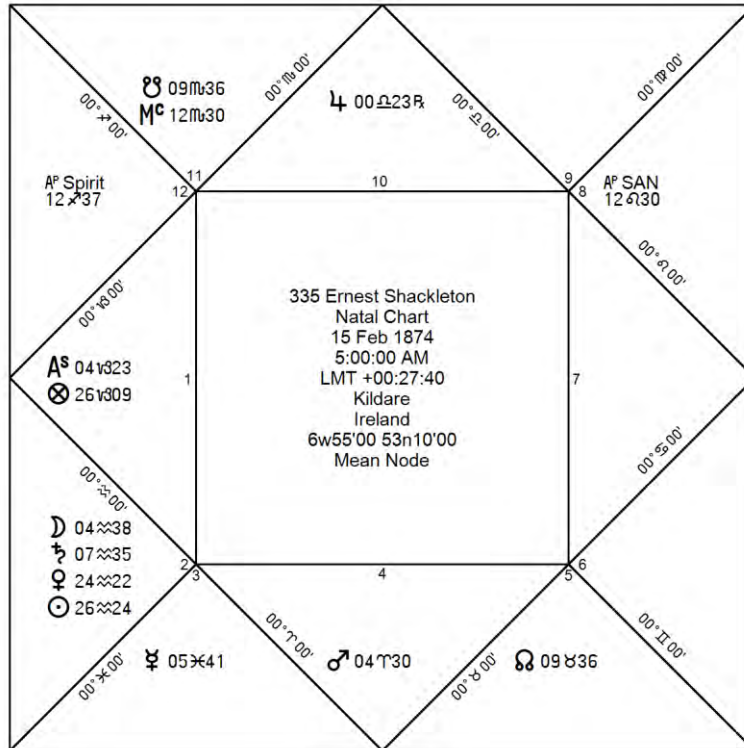 ☋ 09♏36
Mc 12♏30
00°♏00'
♃ 00♎23℞
00°♎00'
00°♍00'
00°♐00'
11
12
10
9
8
AP Spirit
12♐37
AP SAN
12♌30
00°♑00'
00°♌00'
335 Ernest Shackleton
Natal Chart
15 Feb 1874
5:00:00 AM
LMT +00:27:40
Kildare
Ireland
6w55'00 53n10'00
Mean Node
As 04♑23
⊗ 26♑09
1
7
00°♒00'
00°♋00'
☽ 04♒38
♄ 07♒35
♀ 24♒22
☉ 26♒24
2
3
4
5
6
00°♓00'
☿ 05♓41
00°♈00'
♂ 04♈30
00°♉00'
☊ 09♉36
00°♊00'